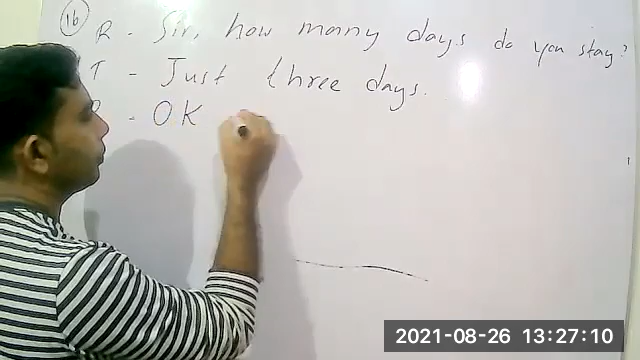 16
R - Sir, how many days do you stay?
T - Just three days.
R - OK
2021-08-26 13:27:10